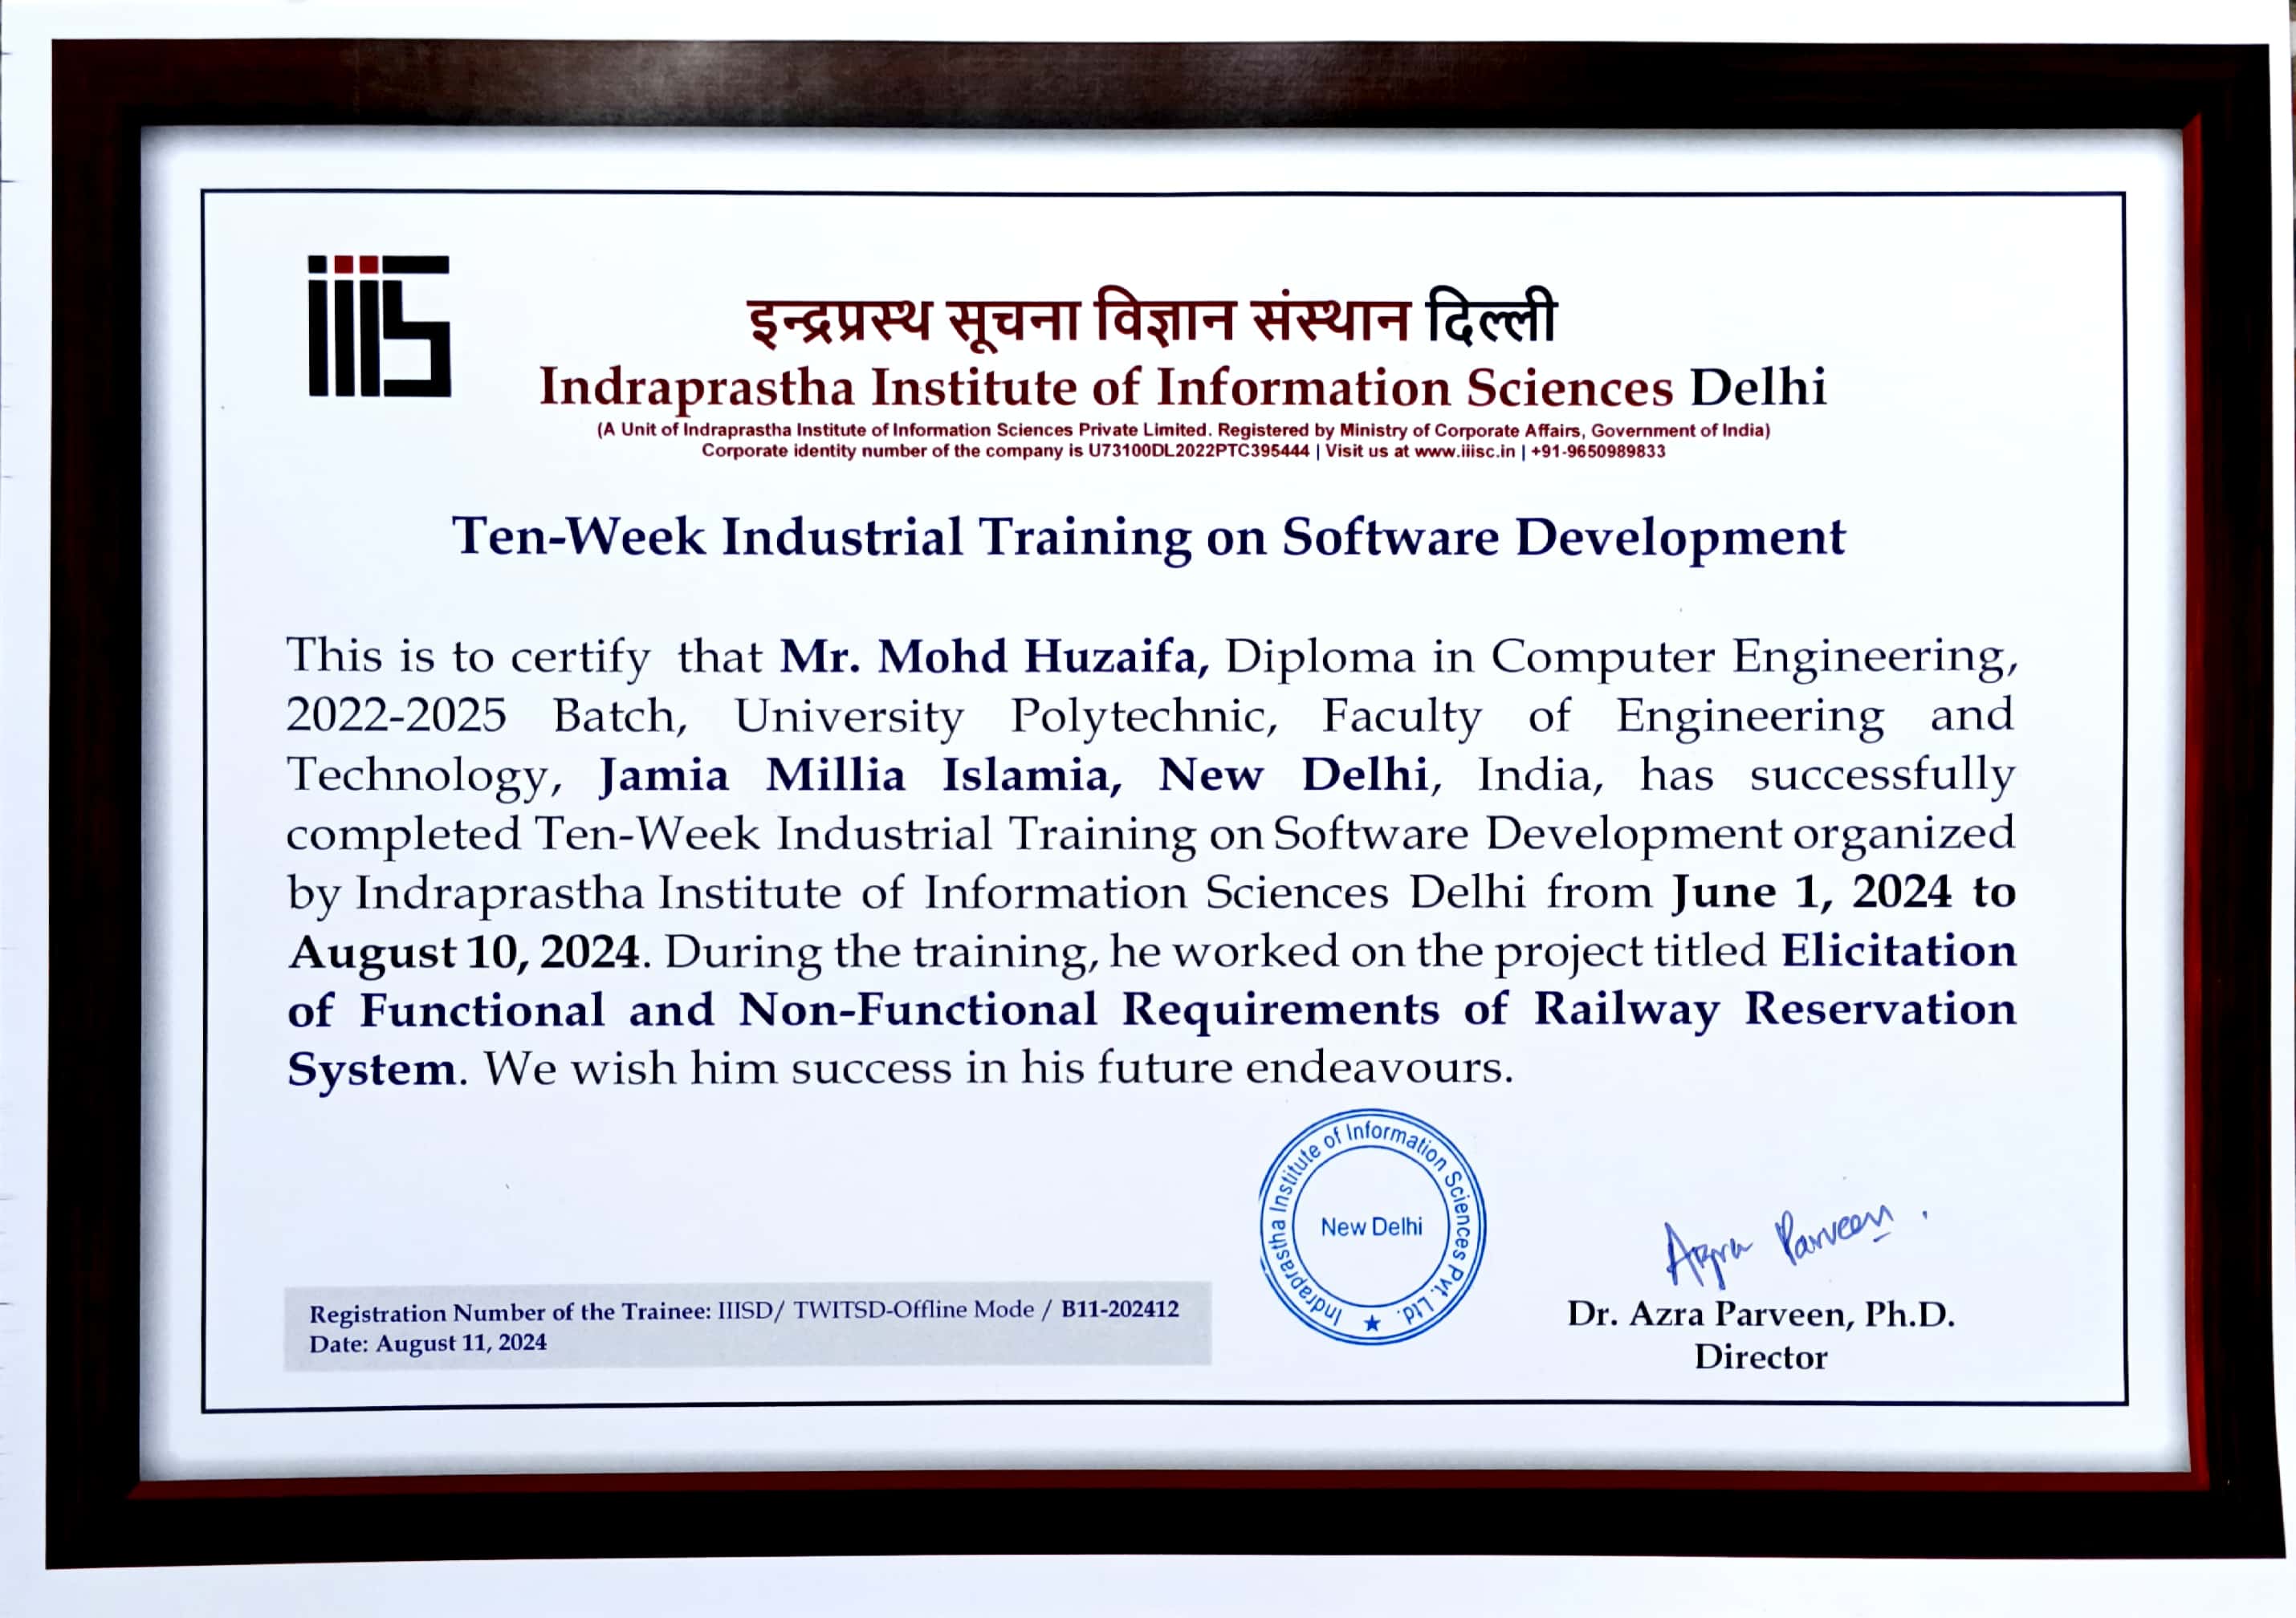 iiis
इन्द्रप्रस्थ सूचना विज्ञान संस्थान दिल्ली
Indraprastha Institute of Information Sciences Delhi
(A Unit of Indraprastha Institute of Information Sciences Private Limited. Registered by Ministry of Corporate Affairs, Government of India)
Corporate identity number of the company is U73100DL2022PTC395444 | Visit us at www.iiisc.in | +91-9650989833
Ten-Week Industrial Training on Software Development
This is to certify that Mr. Mohd Huzaifa, Diploma in Computer Engineering,
2022-2025 Batch, University Polytechnic, Faculty of Engineering and
Technology, Jamia Millia Islamia, New Delhi, India, has successfully
completed Ten-Week Industrial Training on Software Development organized
by Indraprastha Institute of Information Sciences Delhi from June 1, 2024 to
August 10, 2024. During the training, he worked on the project titled Elicitation
of Functional and Non-Functional Requirements of Railway Reservation
System. We wish him success in his future endeavours.
Indraprastha Institute of Information Sciences Pvt. Ltd.
New Delhi
Azra Parveen.
Registration Number of the Trainee: IIISD/ TWITSD-Offline Mode / B11-202412
Date: August 11, 2024
Dr. Azra Parveen, Ph.D.
Director